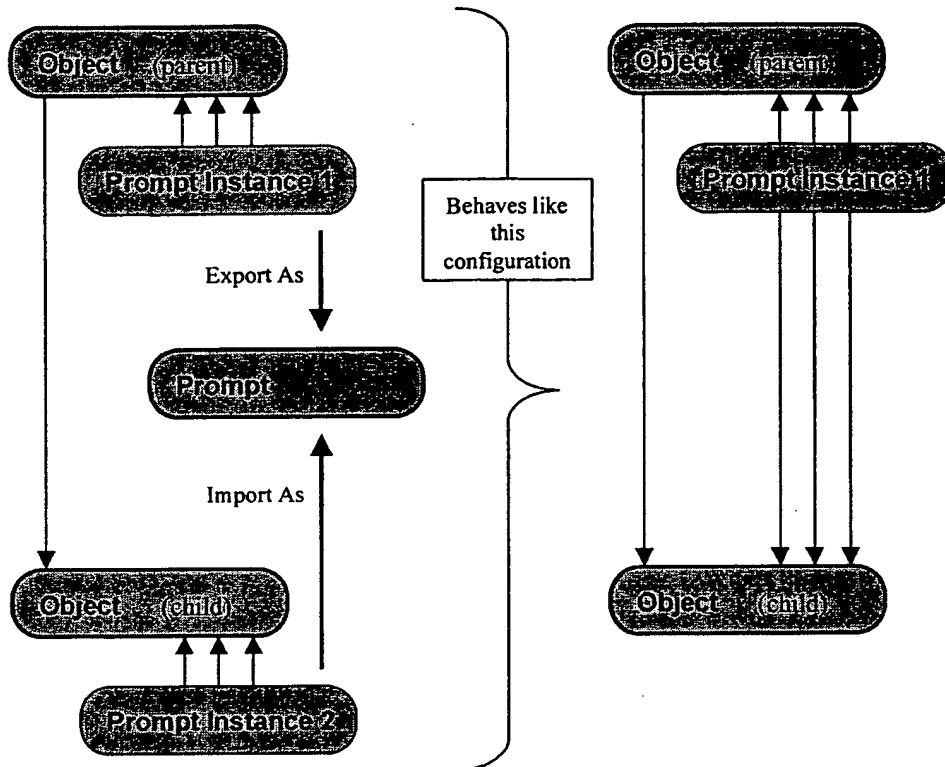 Object (parent)
Prompt Instance 1
Export As
Prompt
Import As
Object (child)
Prompt Instance 2
Behaves like
this
configuration
Object (parent
Prompt Instance 1
Object (child)